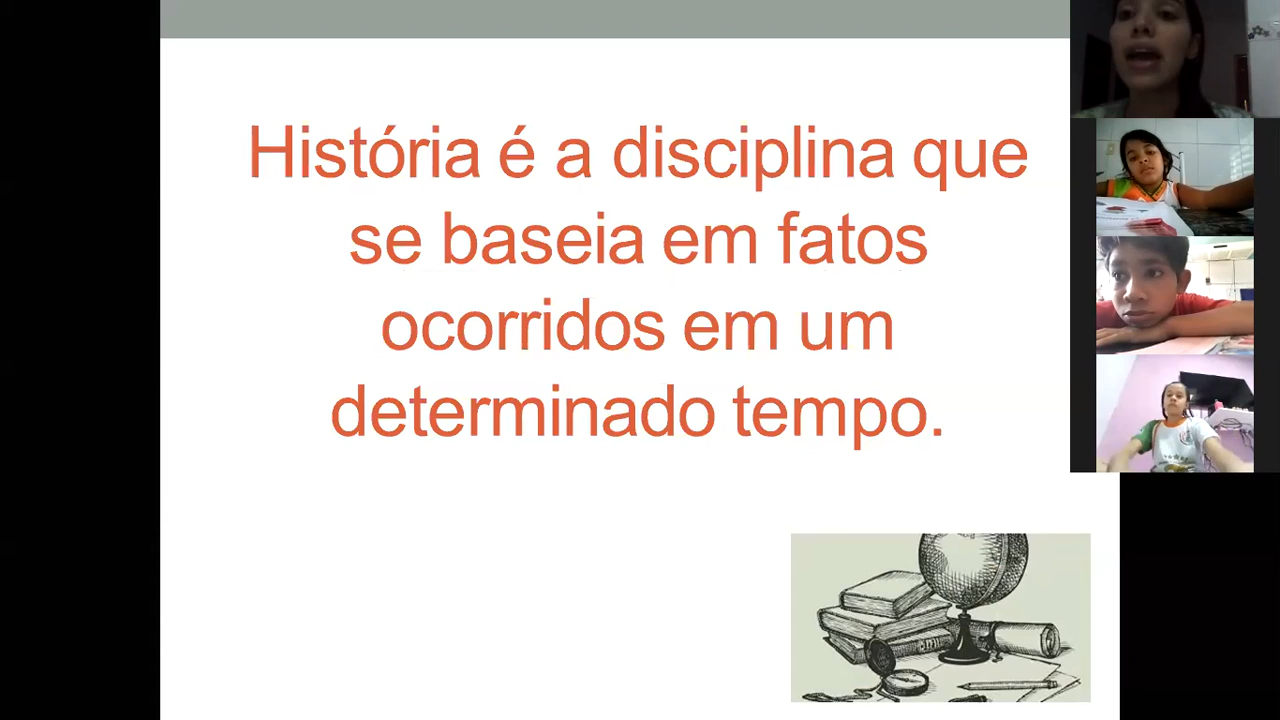 História é a disciplina que
se baseia em fatos
ocorridos em um
determinado tempo.